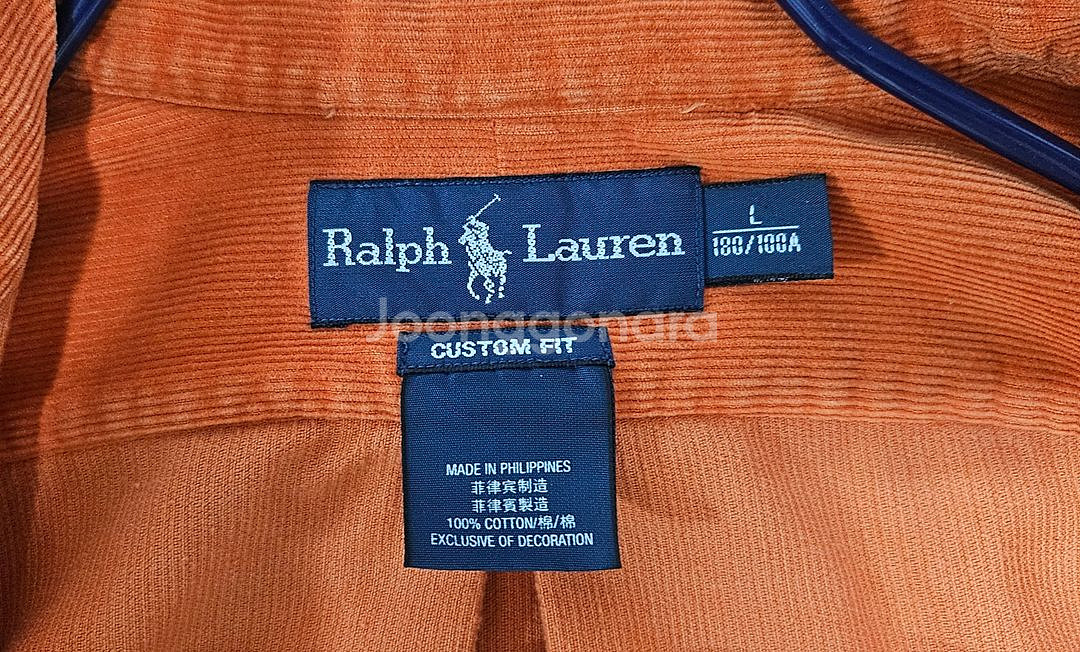 Ralph Lauren
L
180/100A
Joonggonara
CUSTOM FIT
MADE IN PHILIPPINES
菲律宾制造
菲律賓製造
100% COTTON/棉/棉
EXCLUSIVE OF DECORATION